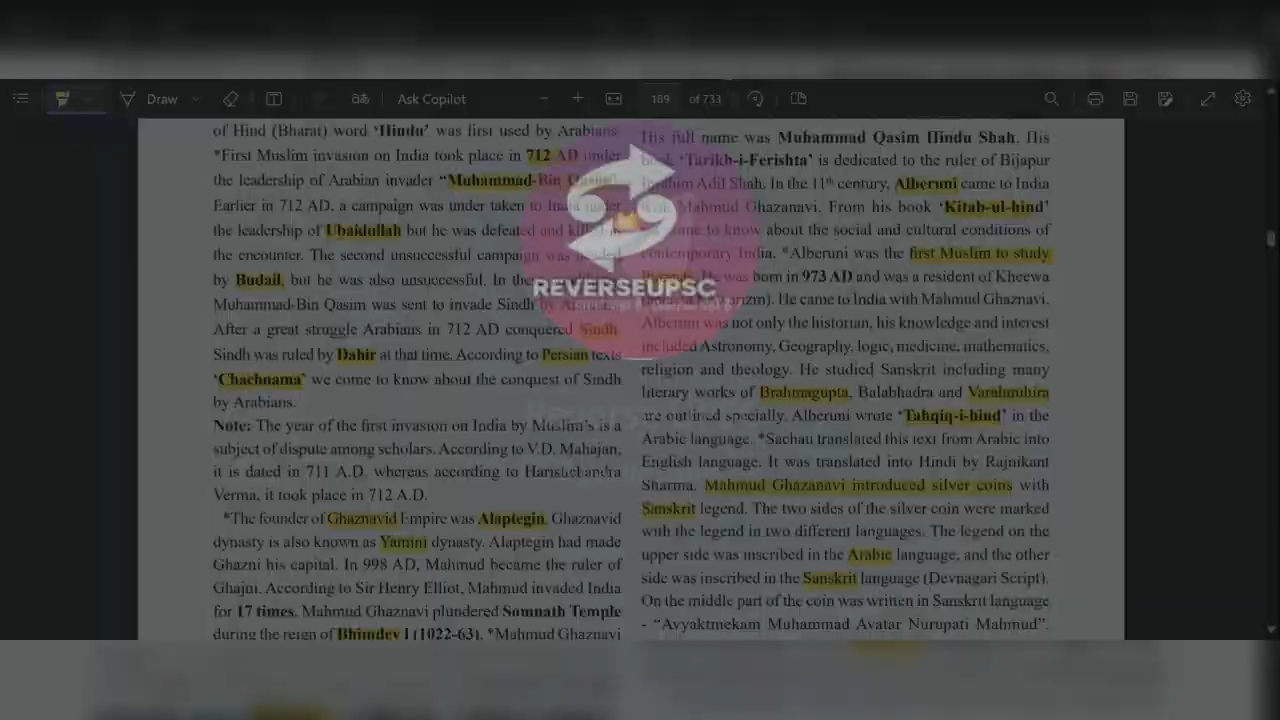 Draw
Ask Copilot
189 of 733
of Hind (Bharat) word ‘Hindu’ was first used by Arabians
*First Muslim invasion on India took place in 712 AD under
the leadership of Arabian invader “Muhammad-Bin Qasim”.
Earlier in 712 AD, a campaign was under taken to India under
the leadership of Ubaidullah but he was defeated and killed in
the encounter. The second unsuccessful campaign was headed
by Budail, but he was also unsuccessful. In the
Muhammad-Bin Qasim was sent to invade Sindh by
After a great struggle Arabians in 712 AD conquered Sindh.
Sindh was ruled by Dahir at that time. According to Persian texts
‘Chachnama’ we come to know about the conquest of Sindh
by Arabians.
Note: The year of the first invasion on India by Muslim's is a
subject of dispute among scholars. According to V.D. Mahajan,
it is dated in 711 A.D. whereas according to Harishchandra
Verma, it took place in 712 A.D.
*The founder of Ghaznavid Empire was Alaptegin. Ghaznavid
dynasty is also known as Yamini dynasty. Alaptegin had made
Ghazni his capital. In 998 AD, Mahmud became the ruler of
Ghajni. According to Sir Henry Elliot, Mahmud invaded India
for 17 times. Mahmud Ghaznavi plundered Somnath Temple
during the reign of Bhimdev I (1022-63). *Mahmud Ghaznavi
His full name was Muhammad Qasim Hindu Shah. His
book ‘Tarikh-i-Ferishta’ is dedicated to the ruler of Bijapur
Ibrahim Adil Shah. In the 11th century, Alberuni came to India
with Mahmud Ghazanavi. From his book ‘Kitab-ul-hind’
come to know about the social and cultural conditions of
contemporary India. *Alberuni was the first Muslim to study
Puranas. He was born in 973 AD and was a resident of Kheewa
He came to India with Mahmud Ghaznavi.
Alberuni was not only the historian, his knowledge and interest
included Astronomy, Geography, logic, medicine, mathematics,
religion and theology. He studied Sanskrit including many
literary works of Brahmagupta, Balabhadra and Varahmihira
are outlined specially. Alberuni wrote ‘Tahqiq-i-hind’ in the
Arabic language. *Sachau translated this text from Arabic into
English language. It was translated into Hindi by Rajnikant
Sharma. Mahmud Ghazanavi introduced silver coins with
Sanskrit legend. The two sides of the silver coin were marked
with the legend in two different languages. The legend on the
upper side was inscribed in the Arabic language, and the other
side was inscribed in the Sanskrit language (Devnagari Script).
On the middle part of the coin was written in Sanskrit language
- “Avyaktmekam Muhammad Avatar Nurupati Mahmud”.
REVERSEUPSC